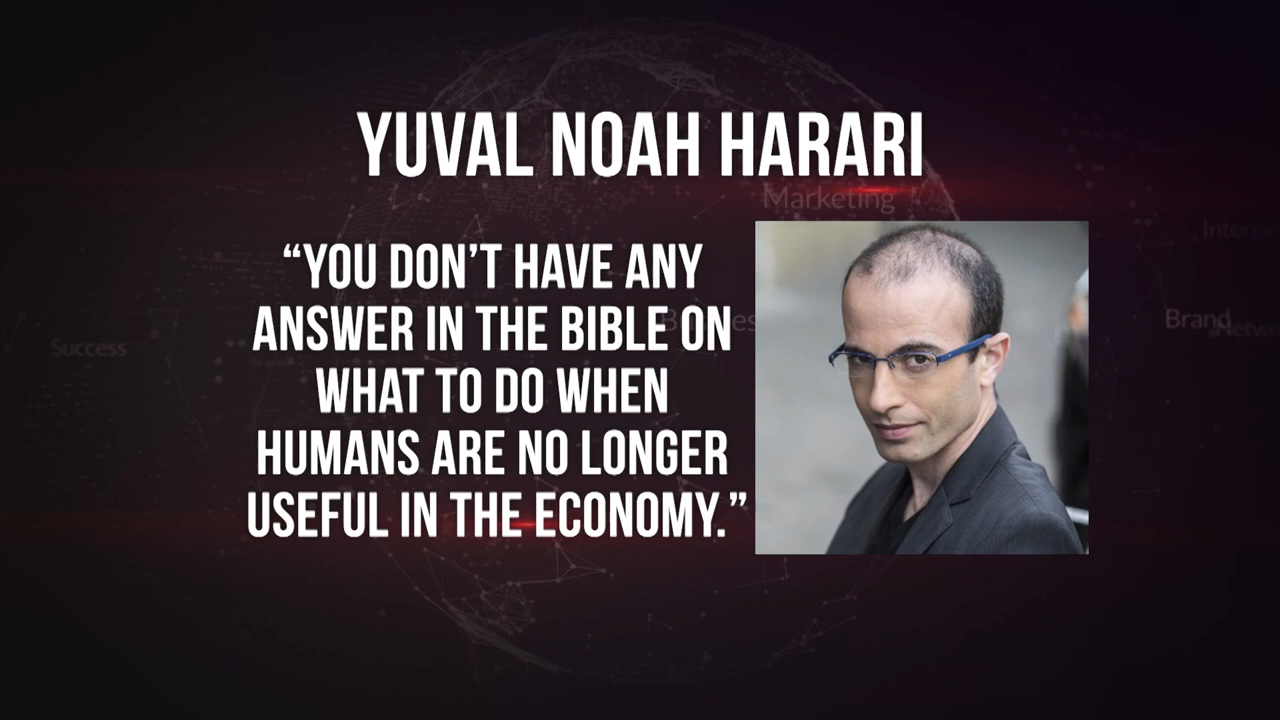 YUVAL NOAH HARARI
Marketing
“YOU DON’T HAVE ANY
ANSWER IN THE BIBLE ON
WHAT TO DO WHEN
HUMANS ARE NO LONGER
USEFUL IN THE ECONOMY.”
Success
Brand